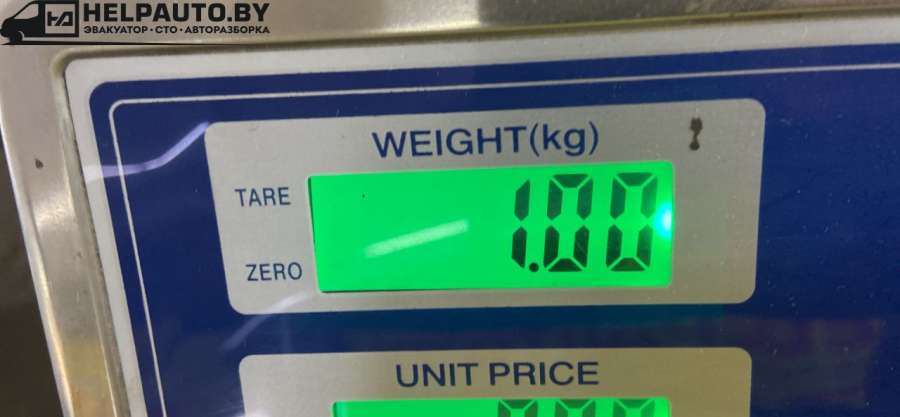 HELPAUTO.BY
ЭВАКУАТОР • СТО • АВТОРАЗБОРКА
WEIGHT(kg)
TARE
1.00
ZERO
UNIT PRICE